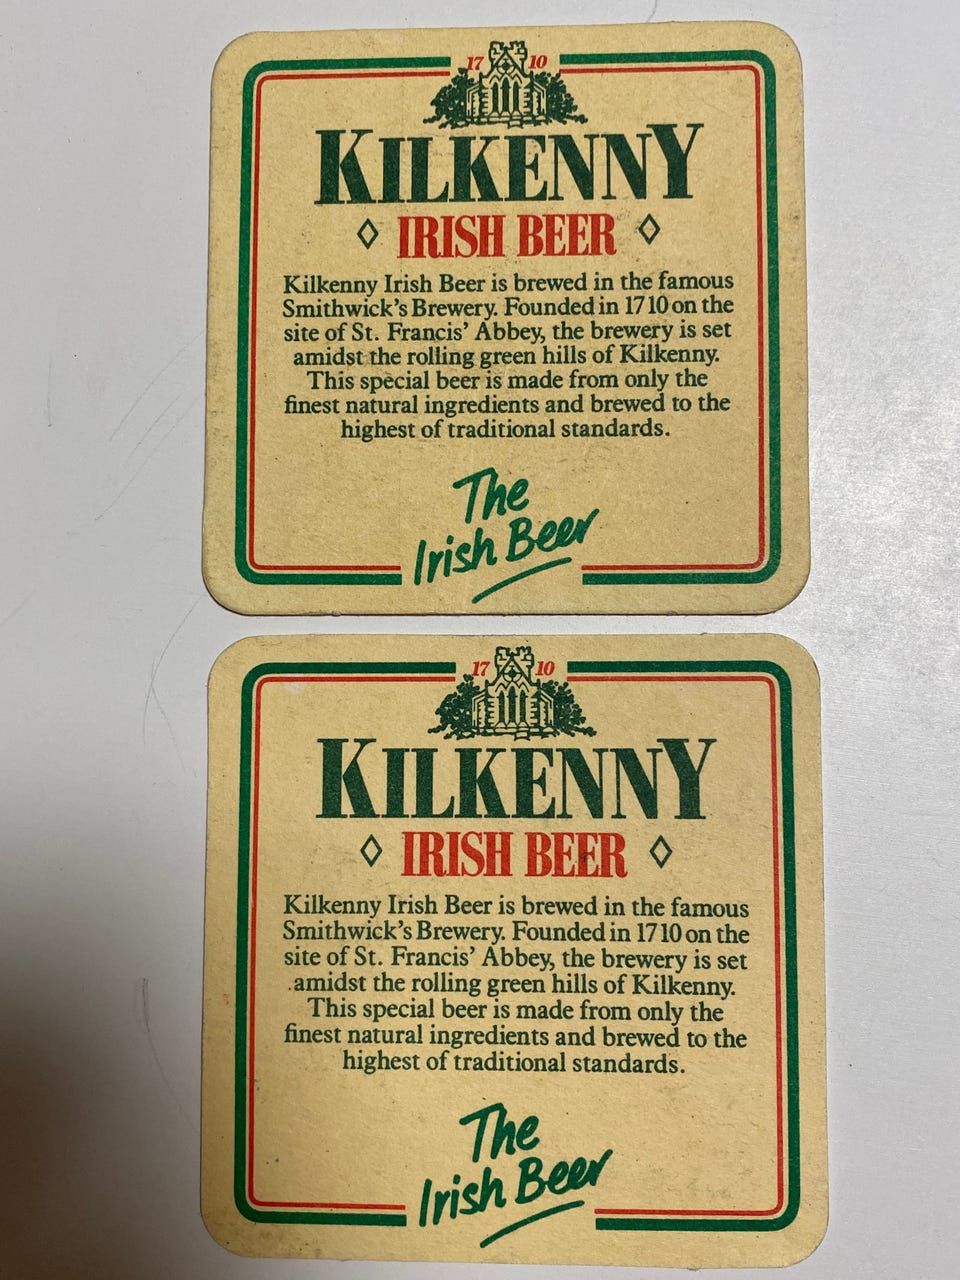 17 10
KILKENNY
IRISH BEER
Kilkenny Irish Beer is brewed in the famous
Smithwick's Brewery. Founded in 1710 on the
site of St. Francis' Abbey, the brewery is set
amidst the rolling green hills of Kilkenny.
This special beer is made from only the
finest natural ingredients and brewed to the
highest of traditional standards.
The
Irish Beer
17 10
KILKENNY
IRISH BEER
Kilkenny Irish Beer is brewed in the famous
Smithwick's Brewery. Founded in 1710 on the
site of St. Francis' Abbey, the brewery is set
amidst the rolling green hills of Kilkenny.
This special beer is made from only the
finest natural ingredients and brewed to the
highest of traditional standards.
The
Irish Beer